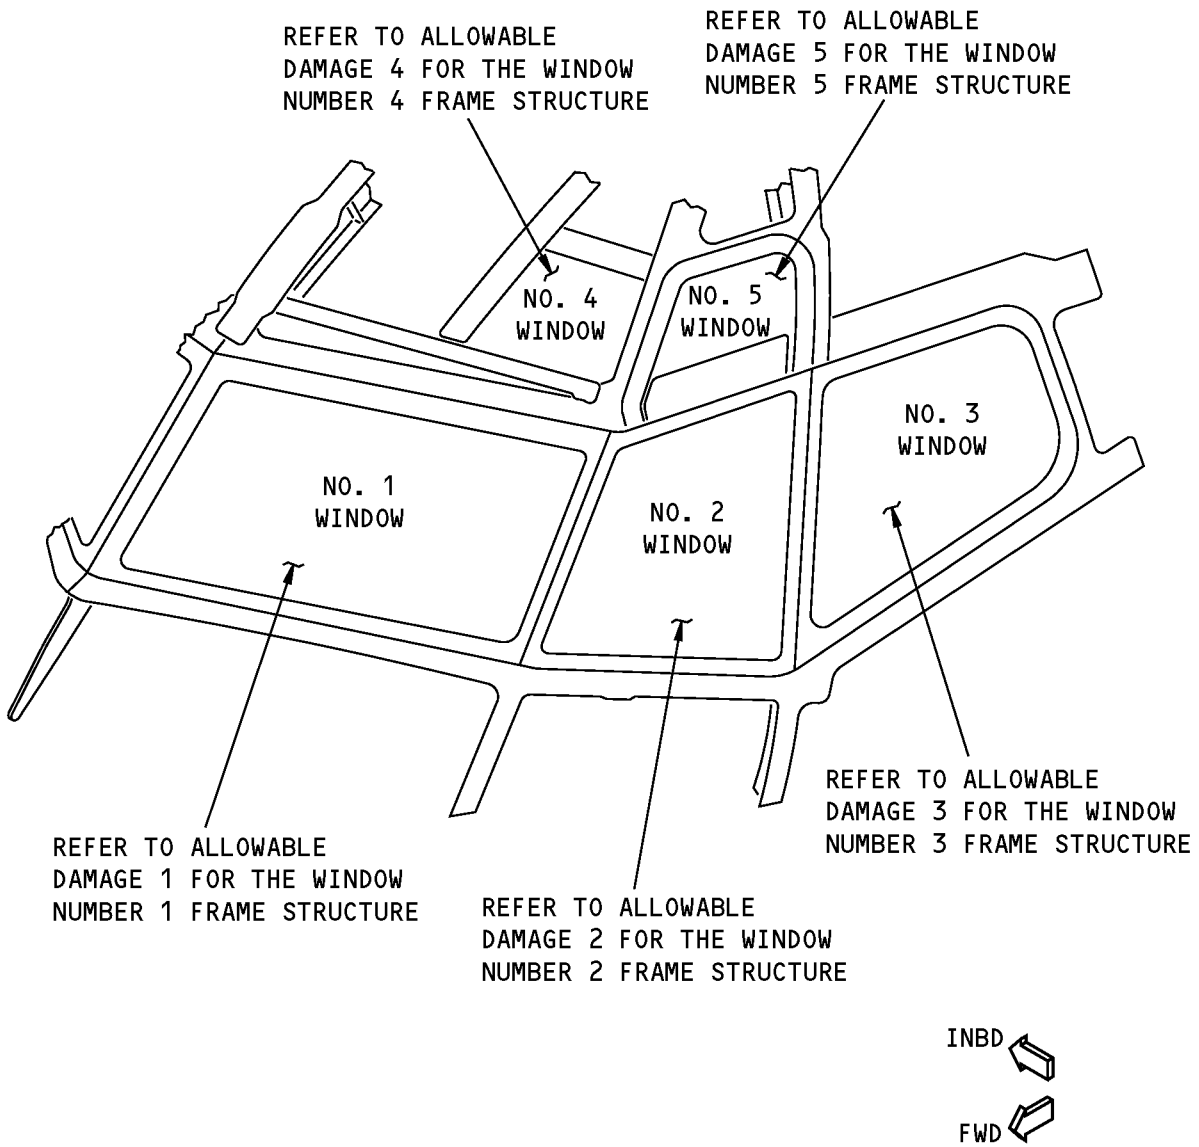 REFER TO ALLOWABLE
DAMAGE 4 FOR THE WINDOW
NUMBER 4 FRAME STRUCTURE
REFER TO ALLOWABLE
DAMAGE 5 FOR THE WINDOW
NUMBER 5 FRAME STRUCTURE
NO. 4
WINDOW
NO. 5
WINDOW
NO. 3
WINDOW
NO. 1
WINDOW
NO. 2
WINDOW
REFER TO ALLOWABLE
DAMAGE 3 FOR THE WINDOW
NUMBER 3 FRAME STRUCTURE
REFER TO ALLOWABLE
DAMAGE 1 FOR THE WINDOW
NUMBER 1 FRAME STRUCTURE
REFER TO ALLOWABLE
DAMAGE 2 FOR THE WINDOW
NUMBER 2 FRAME STRUCTURE
INBD
FWD